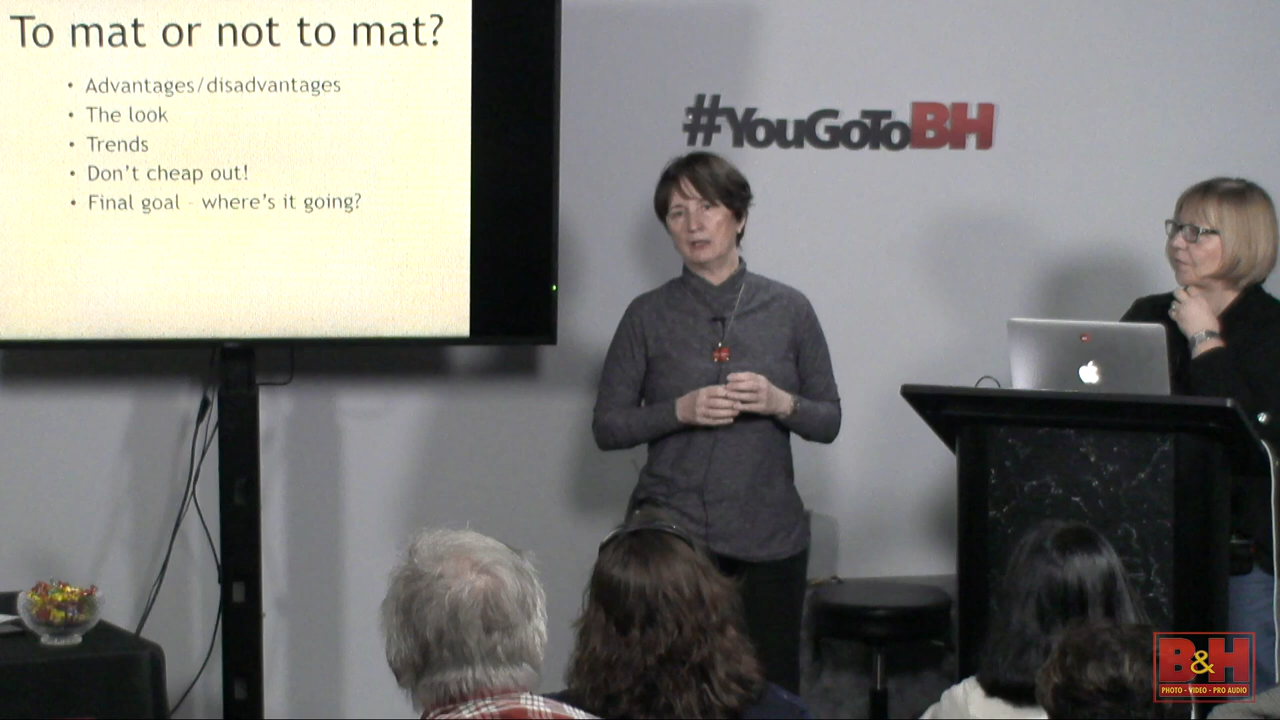 To mat or not to mat?
• Advantages/disadvantages
• The look
• Trends
• Don't cheap out!
• Final goal - where's it going?
#YouGoToBH
B&H
PHOTO - VIDEO - PRO AUDIO